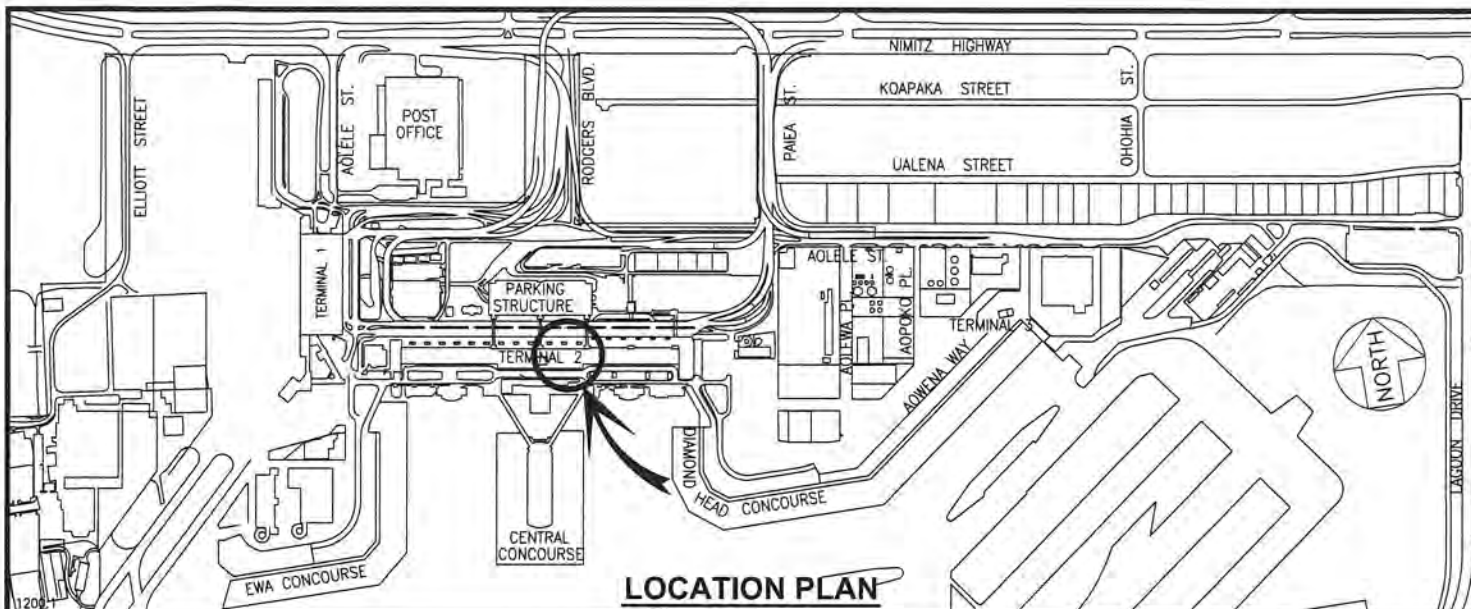 NIMITZ HIGHWAY
KOAPAKA STREET
UALENA STREET
ELLIOTT STREET
AOLELE ST.
POST
OFFICE
RODGERS BLVD.
PAIEA ST.
OHOHIA ST.
TERMINAL 1
PARKING
STRUCTURE
TERMINAL 2
AOLELE ST.
AOLEWA PL.
AOPOKO PL.
AOWENA WAY
TERMINAL 3
NORTH
LAGOON DRIVE
DIAMOND HEAD CONCOURSE
CENTRAL
CONCOURSE
EWA CONCOURSE
1200.1
LOCATION PLAN